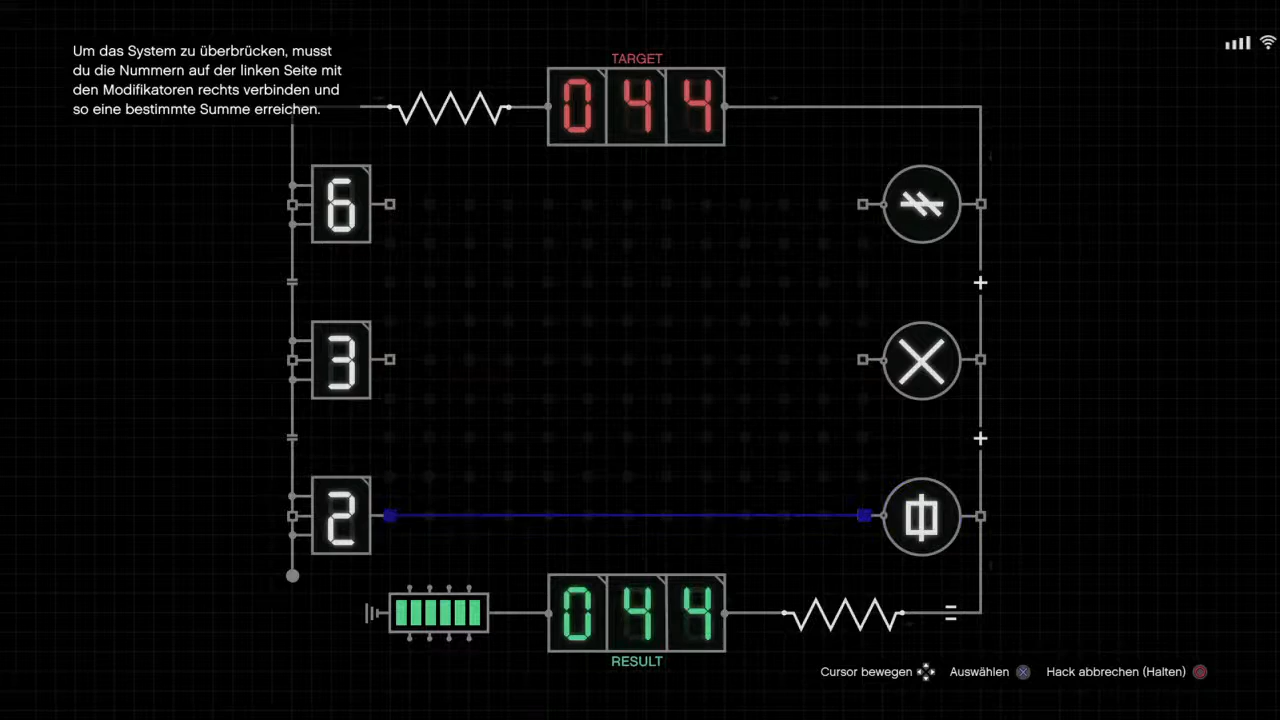 Um das System zu überbrücken, musst
du die Nummern auf der linken Seite mit
den Modifikatoren rechts verbinden und
so eine bestimmte Summe erreichen.
TARGET
044
6
3
2
044
RESULT
Cursor bewegen Auswählen Hack abbrechen (Halten)